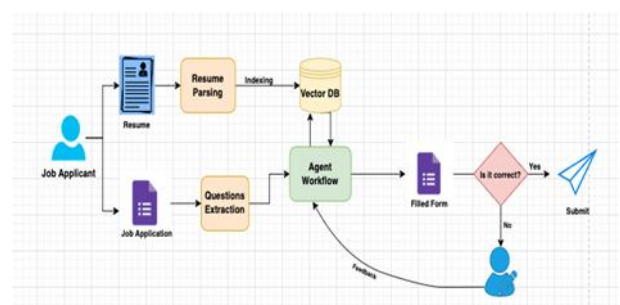 Job Applicant
Resume
Resume
Parsing
Indexing
Vector DB
Job Application
Questions
Extraction
Agent
Workflow
Filled Form
Is it correct?
Yes
Submit
No
Feedback